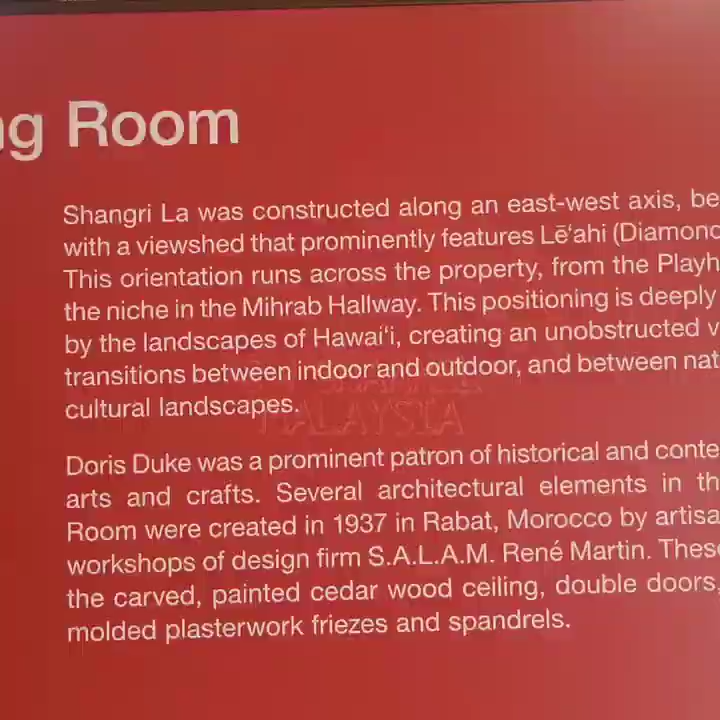 ng Room
Shangri La was constructed along an east-west axis, be
with a viewshed that prominently features Lēʻahi (Diamond
This orientation runs across the property, from the Playh
the niche in the Mihrab Hallway. This positioning is deeply
by the landscapes of Hawaiʻi, creating an unobstructed v
transitions between indoor and outdoor, and between nat
cultural landscapes.
MALAYSIA
Doris Duke was a prominent patron of historical and conte
arts and crafts. Several architectural elements in th
Room were created in 1937 in Rabat, Morocco by artisa
workshops of design firm S.A.L.A.M. René Martin. These
the carved, painted cedar wood ceiling, double doors,
molded plasterwork friezes and spandrels.